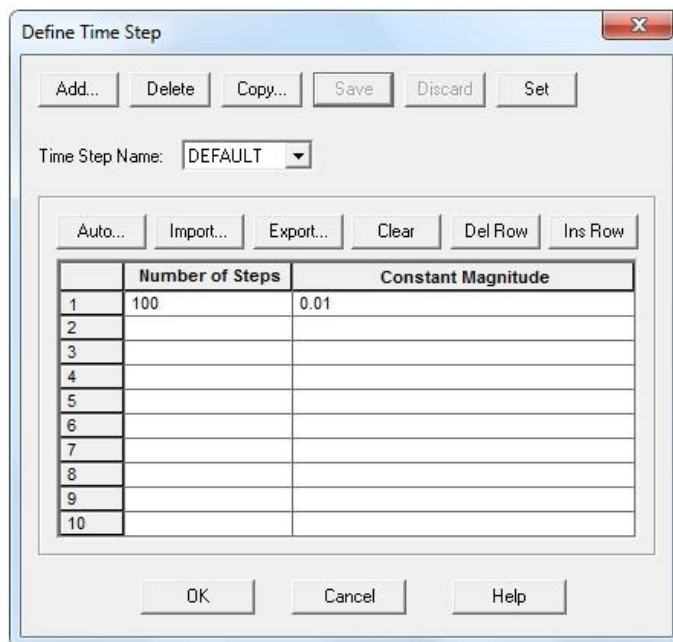 Define Time Step
Add... Delete Copy... Save Discard Set
Time Step Name: DEFAULT
Auto... Import... Export... Clear Del Row Ins Row
Number of Steps Constant Magnitude
1 100 0.01
2
3
4
5
6
7
8
9
10
OK Cancel Help